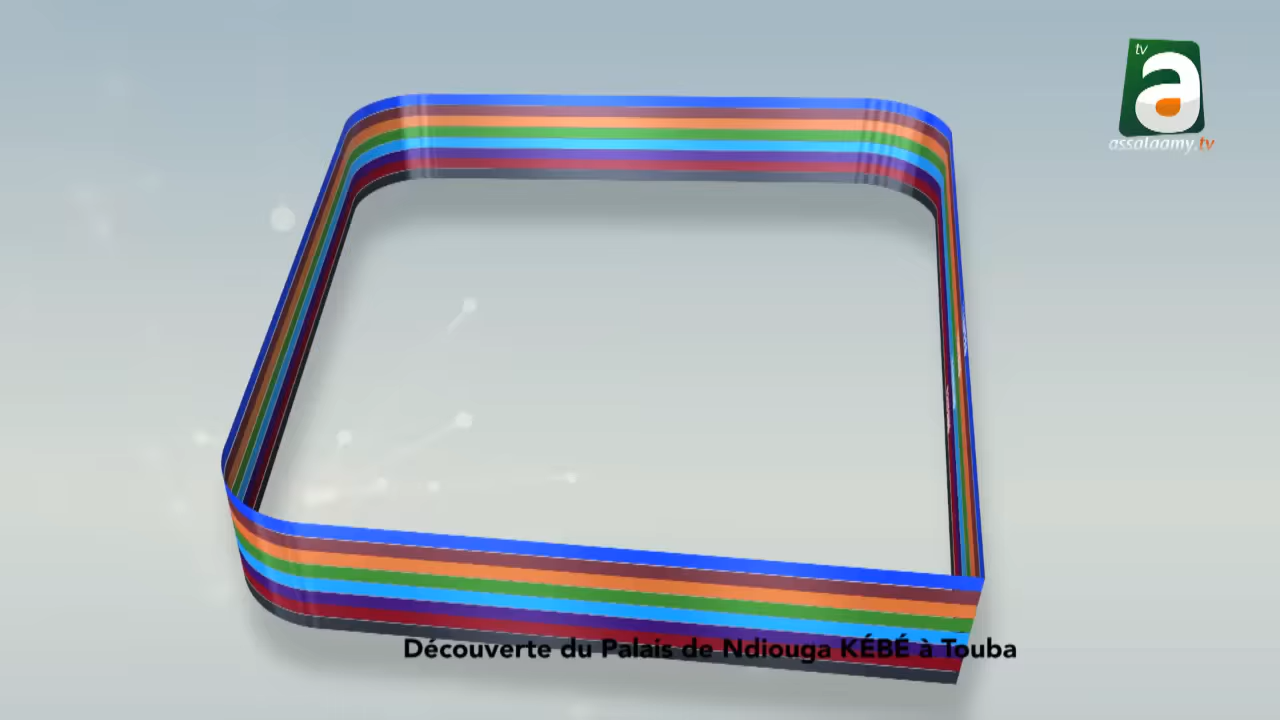 tv
a
assalaamy.tv
Découverte du Palais de Ndiouga KÉBÉ à Touba